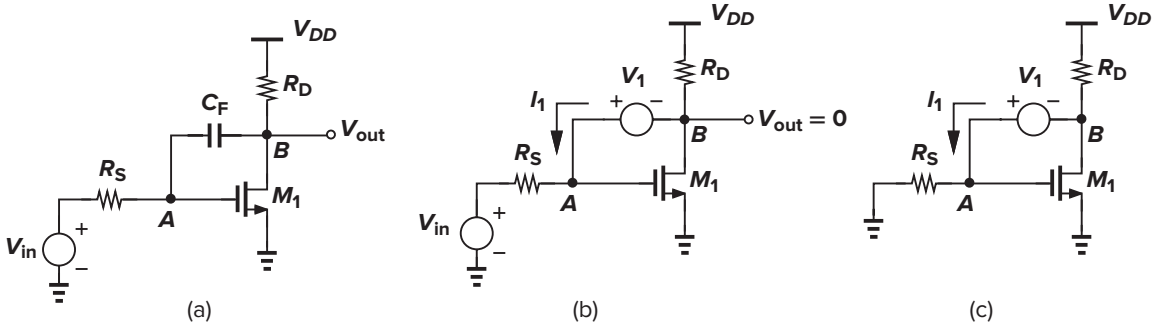 V_DD
R_D
C_F
V_out
B
R_S
M_1
A
V_in
+
−
(a)
V_DD
R_D
V_1
I_1
+ −
B
V_out = 0
R_S
M_1
A
V_in
+
−
(b)
V_DD
R_D
V_1
I_1
+ −
B
R_S
M_1
A
(c)